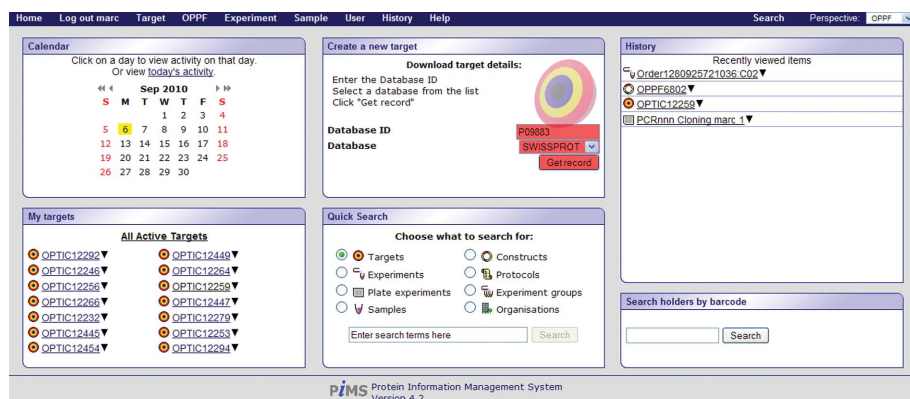 Home Log out marc Target OPPF Experiment Sample User History Help Search Perspective: OPPF
Calendar
Click on a day to view activity on that day.
Or view today's activity.
Sep 2010
S M T W T F S
1 2 3 4
5 6 7 8 9 10 11
12 13 14 15 16 17 18
19 20 21 22 23 24 25
26 27 28 29 30
Create a new target
Download target details:
Enter the Database ID
Select a database from the list
Click "Get record"
Database ID P09883
Database SWISSPROT
Get record
History
Recently viewed items
Order1280925721036:C02▼
OPPF6802▼
OPTIC12259▼
PCRnnn Cloning marc 1▼
My targets
All Active Targets
OPTIC12292▼ OPTIC12449▼
OPTIC12246▼ OPTIC12264▼
OPTIC12256▼ OPTIC12259▼
OPTIC12266▼ OPTIC12447▼
OPTIC12232▼ OPTIC12279▼
OPTIC12445▼ OPTIC12253▼
OPTIC12454▼ OPTIC12294▼
Quick Search
Choose what to search for:
Targets Constructs
Experiments Protocols
Plate experiments Experiment groups
Samples Organisations
Enter search terms here Search
Search holders by barcode
Search
PiMS Protein Information Management System
Version 4.2